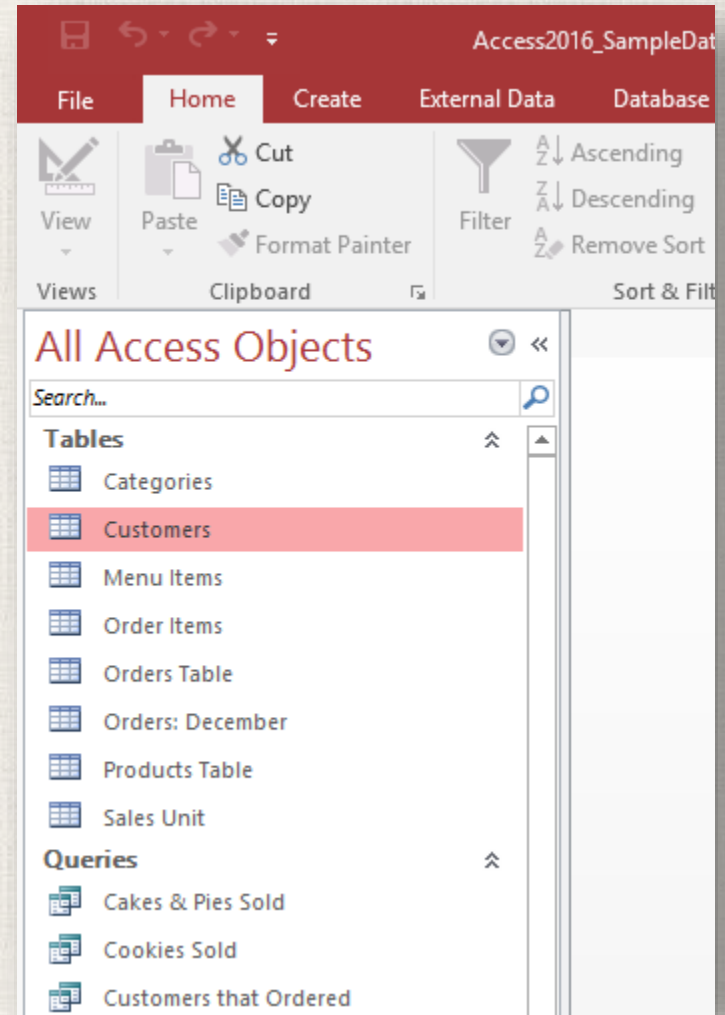 Access2016_SampleDat
File Home Create External Data Database
View
Paste
Cut
Copy
Format Painter
Filter
Ascending
Descending
Remove Sort
Views Clipboard Sort & Filt
All Access Objects
Search...
Tables
Categories
Customers
Menu Items
Order Items
Orders Table
Orders: December
Products Table
Sales Unit
Queries
Cakes & Pies Sold
Cookies Sold
Customers that Ordered